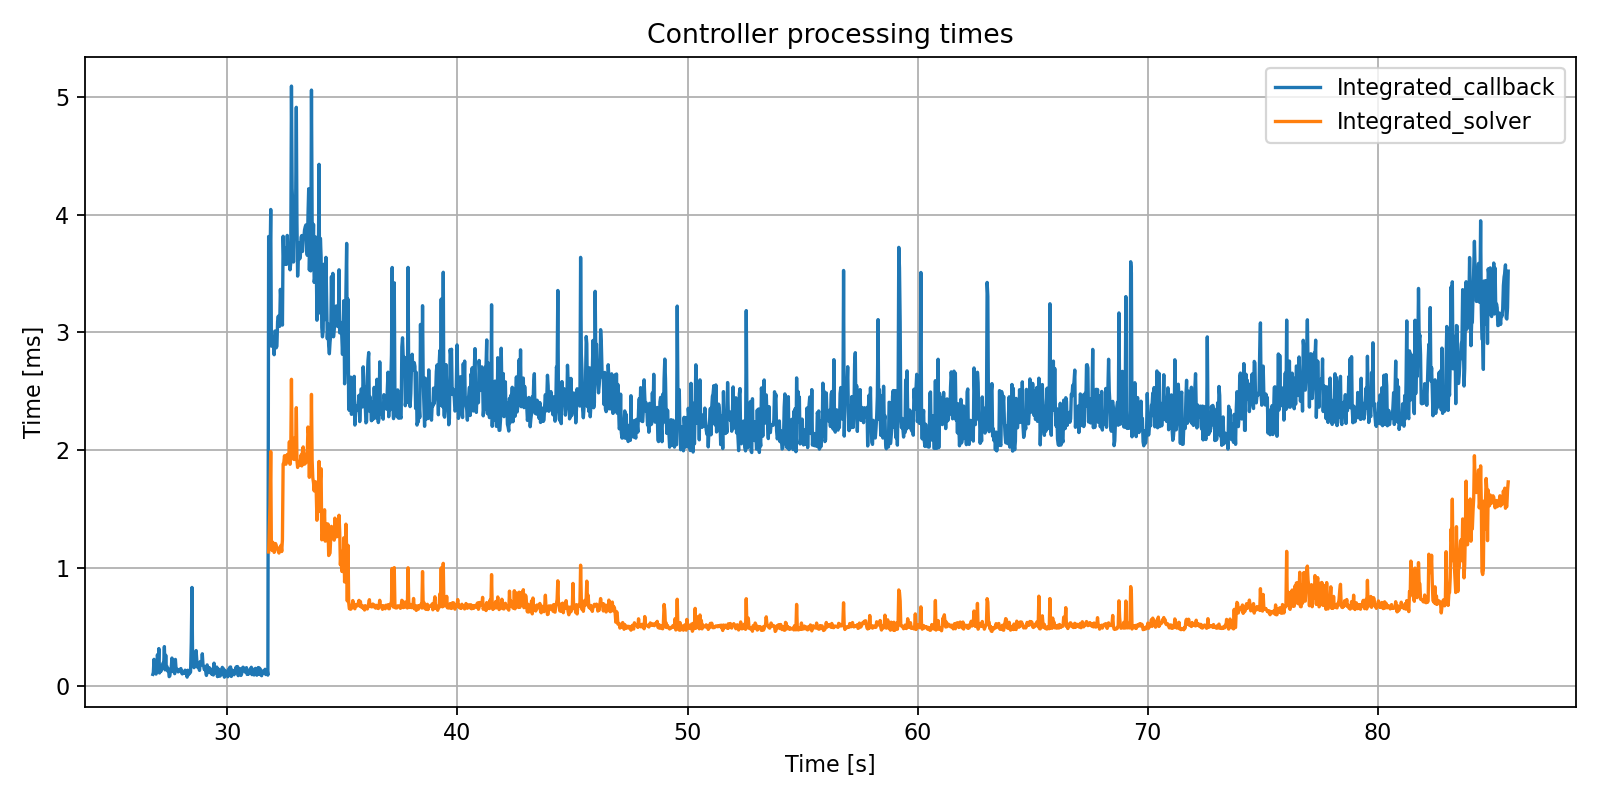 Controller processing times
Integrated_callback
Integrated_solver
Time [ms]
5
4
3
2
1
0
30
40
50
60
70
80
Time [s]